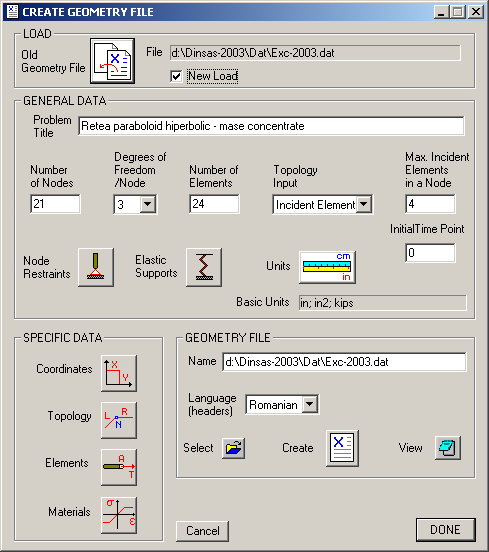 CREATE GEOMETRY FILE
LOAD
Old
Geometry File
File
d:\Dinsas-2003\Dat\Exc-2003.dat
New Load
GENERAL DATA
Problem
Title
Retea paraboloid hiperbolic - mase concentrate
Number
of Nodes
21
Degrees of
Freedom
/Node
3
Number of
Elements
24
Topology
Input
Incident Element
Max. Incident
Elements
in a Node
4
InitialTime Point
0
Node
Restraints
Elastic
Supports
Units
cm
in
Basic Units
in; in2; kips
SPECIFIC DATA
Coordinates
X
Y
Topology
L
R
N
Elements
A
T
Materials
σ
ε
GEOMETRY FILE
Name
d:\Dinsas-2003\Dat\Exc-2003.dat
Language
(headers)
Romanian
Select
Create
View
Cancel
DONE